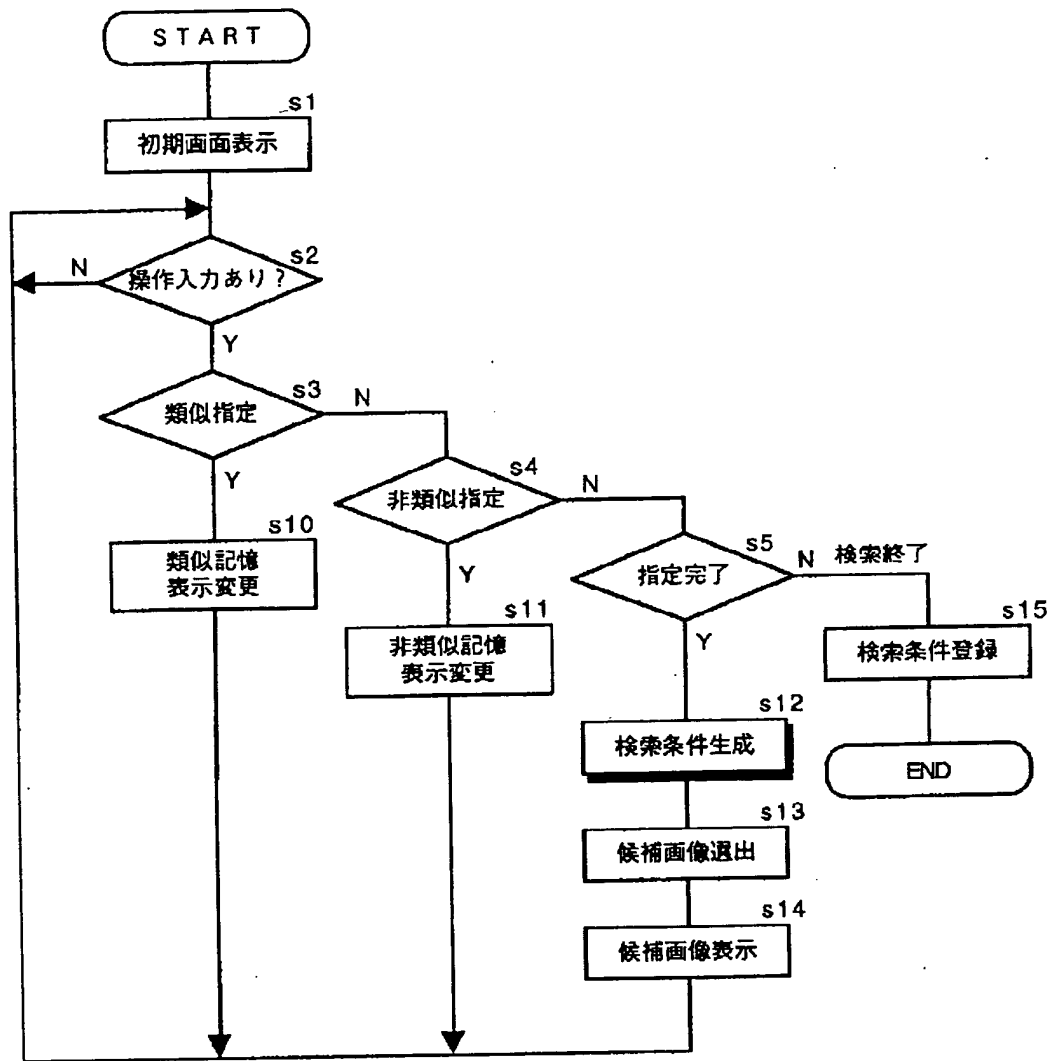 START
s1
初期画面表示
s2
操作入力あり?
N
Y
s3
類似指定
N
Y
s4
非類似指定
N
Y
s5
指定完了
N
検索終了
Y
s10
類似記憶
表示変更
s11
非類似記憶
表示変更
s12
検索条件生成
s13
候補画像選出
s14
候補画像表示
s15
検索条件登録
END